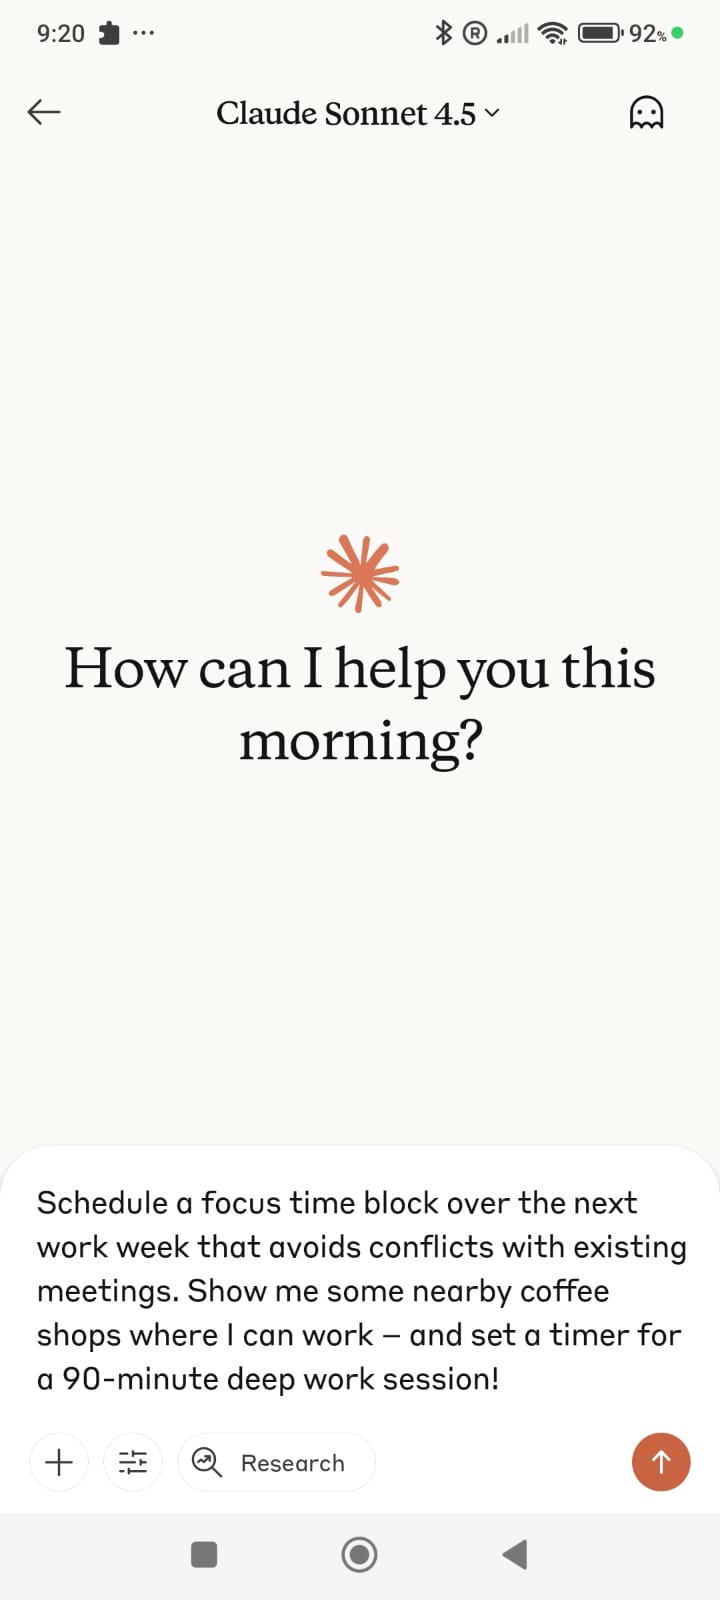 9:20
92%
Claude Sonnet 4.5
How can I help you this
morning?
Schedule a focus time block over the next
work week that avoids conflicts with existing
meetings. Show me some nearby coffee
shops where I can work – and set a timer for
a 90-minute deep work session!
Research